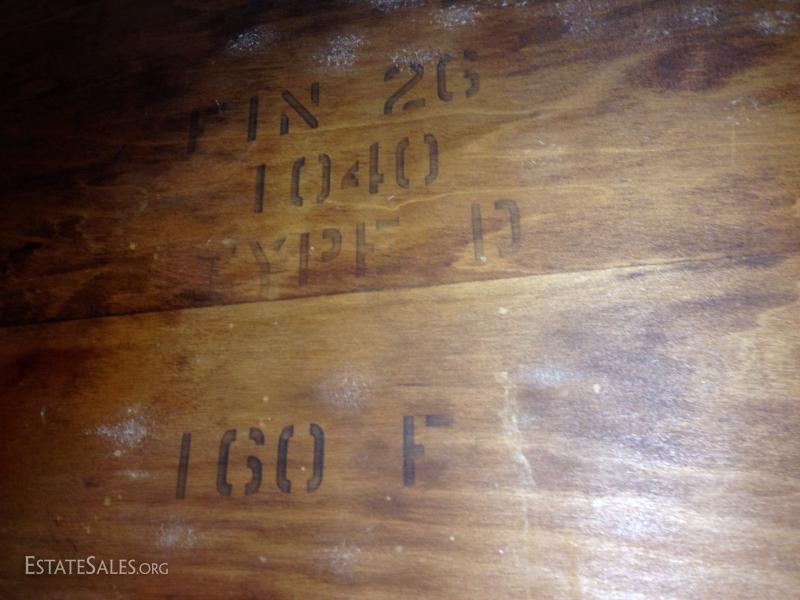 FIN 26
1040
TYPE D
160 F
ESTATESALES.ORG